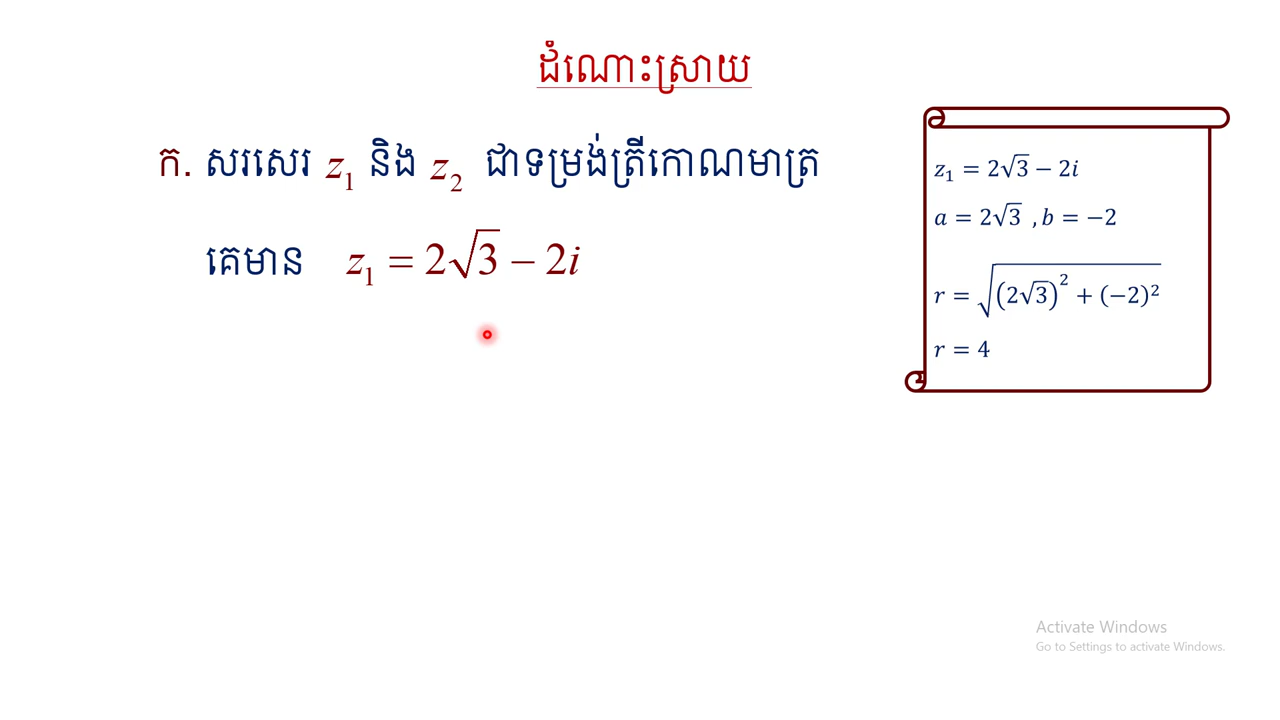 ដំណោះស្រាយ
ក. សរសេរ z₁ និង z₂ ជាទម្រង់ត្រីកោណមាត្រ
គេមាន z₁ = 2√3 − 2i
z₁ = 2√3 − 2i
a = 2√3 , b = −2
r = √((2√3)² + (−2)²)
r = 4
Activate Windows
Go to Settings to activate Windows.